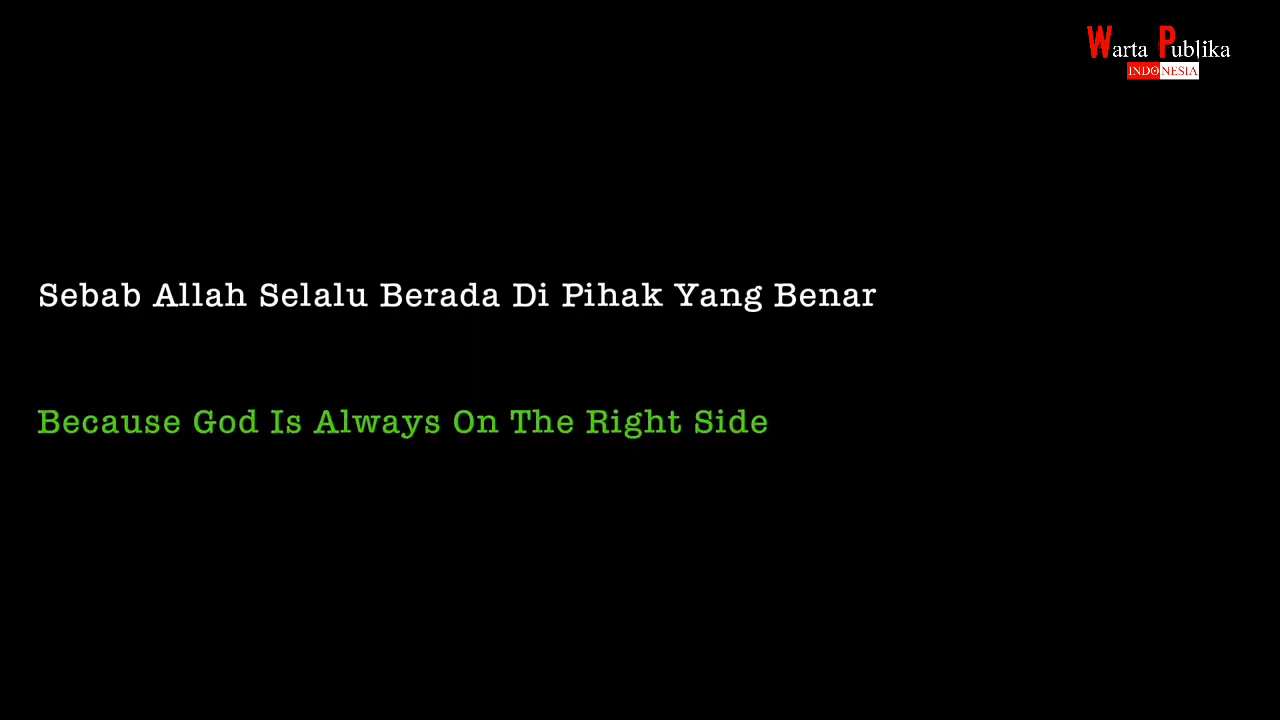 Warta Publika
INDONESIA
Sebab Allah Selalu Berada Di Pihak Yang Benar
Because God Is Always On The Right Side